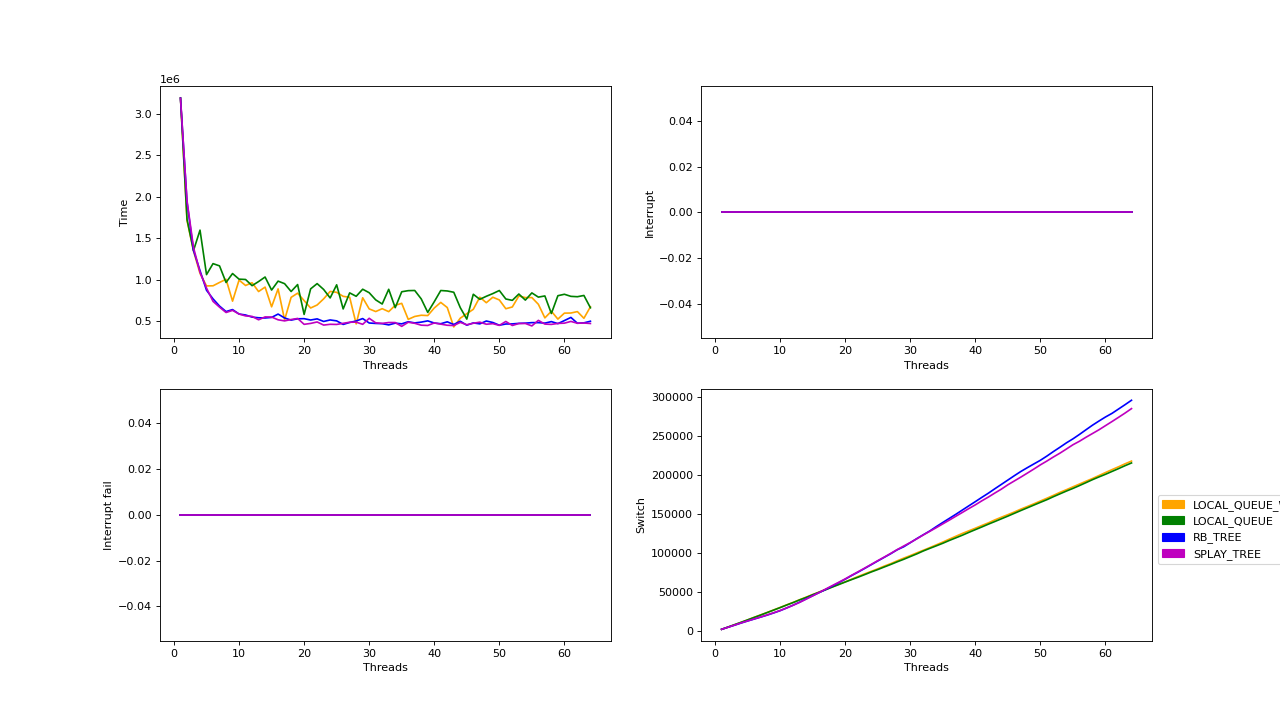 1e6
3.0
2.5
2.0
1.5
1.0
0.5
Time
0 10 20 30 40 50 60
Threads
0.04
0.02
0.00
−0.02
−0.04
Interrupt
0 10 20 30 40 50 60
Threads
0.04
0.02
0.00
−0.02
−0.04
Interrupt fail
0 10 20 30 40 50 60
Threads
300000
250000
200000
150000
100000
50000
0
Switch
0 10 20 30 40 50 60
Threads
LOCAL_QUEUE_
LOCAL_QUEUE
RB_TREE
SPLAY_TREE